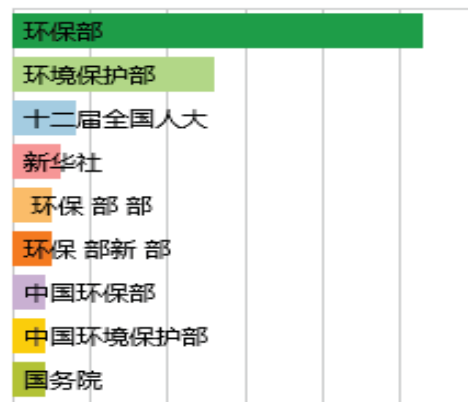 环保部
环境保护部
十二届全国人大
新华社
环保 部 部
环保 部新 部
中国环保部
中国环境保护部
国务院